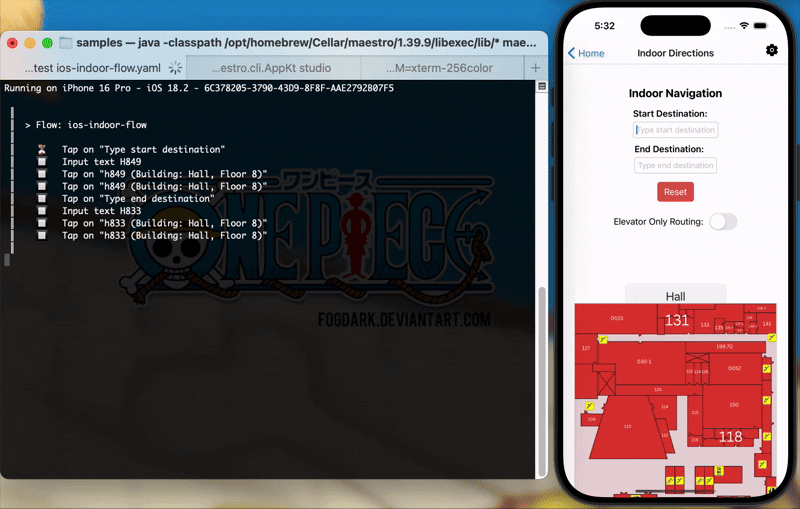 samples — java -classpath /opt/homebrew/Cellar/maestro/1.39.9/libexec/lib/* mae...
...test ios-indoor-flow.yaml
...estro.cli.AppKt studio
...M=xterm-256color
+
Running on iPhone 16 Pro - iOS 18.2 - 6C378205-3790-43D9-8F8F-AAE2792B07F5
> Flow: ios-indoor-flow
Tap on "Type start destination"
Input text H849
Tap on "h849 (Building: Hall, Floor 8)"
Tap on "h849 (Building: Hall, Floor 8)"
Tap on "Type end destination"
Input text H833
Tap on "h833 (Building: Hall, Floor 8)"
Tap on "h833 (Building: Hall, Floor 8)"
ワンピース
ONE PIECE
FOGDARK.DEVIANTART.COM
5:32
Home
Indoor Directions
Indoor Navigation
Start Destination:
Type start destination
End Destination:
Type end destination
Reset
Elevator Only Routing:
Hall
131
133
141
127
199.70
120
114
115
150
110
118